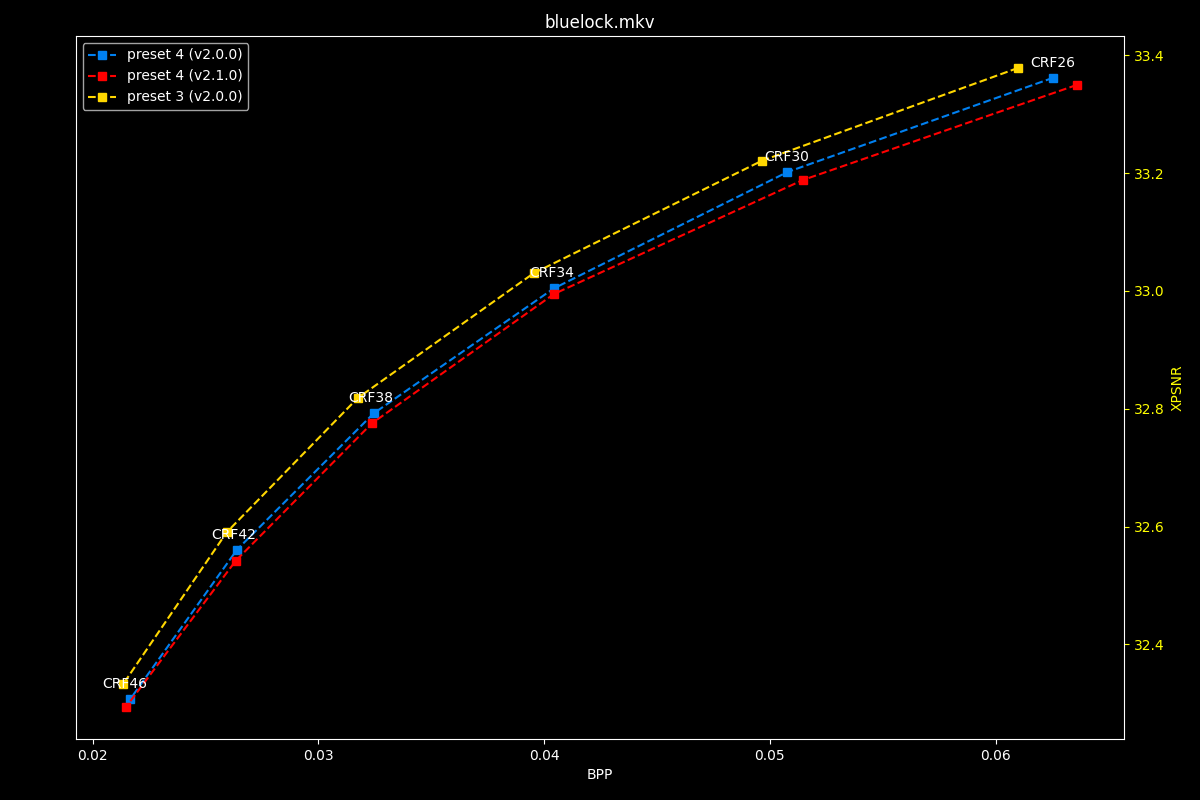 bluelock.mkv
preset 4 (v2.0.0)
preset 4 (v2.1.0)
preset 3 (v2.0.0)
CRF26
CRF30
CRF34
CRF38
CRF42
CRF46
33.4
33.2
33.0
32.8
32.6
32.4
XPSNR
0.02
0.03
0.04
0.05
0.06
BPP